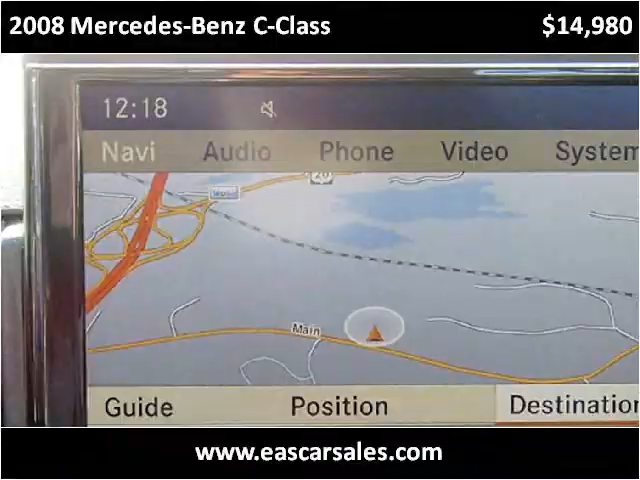 2008 Mercedes-Benz C-Class $14,980
12:18
Navi Audio Phone Video System
20
Main
Guide Position Destination
www.eascarsales.com